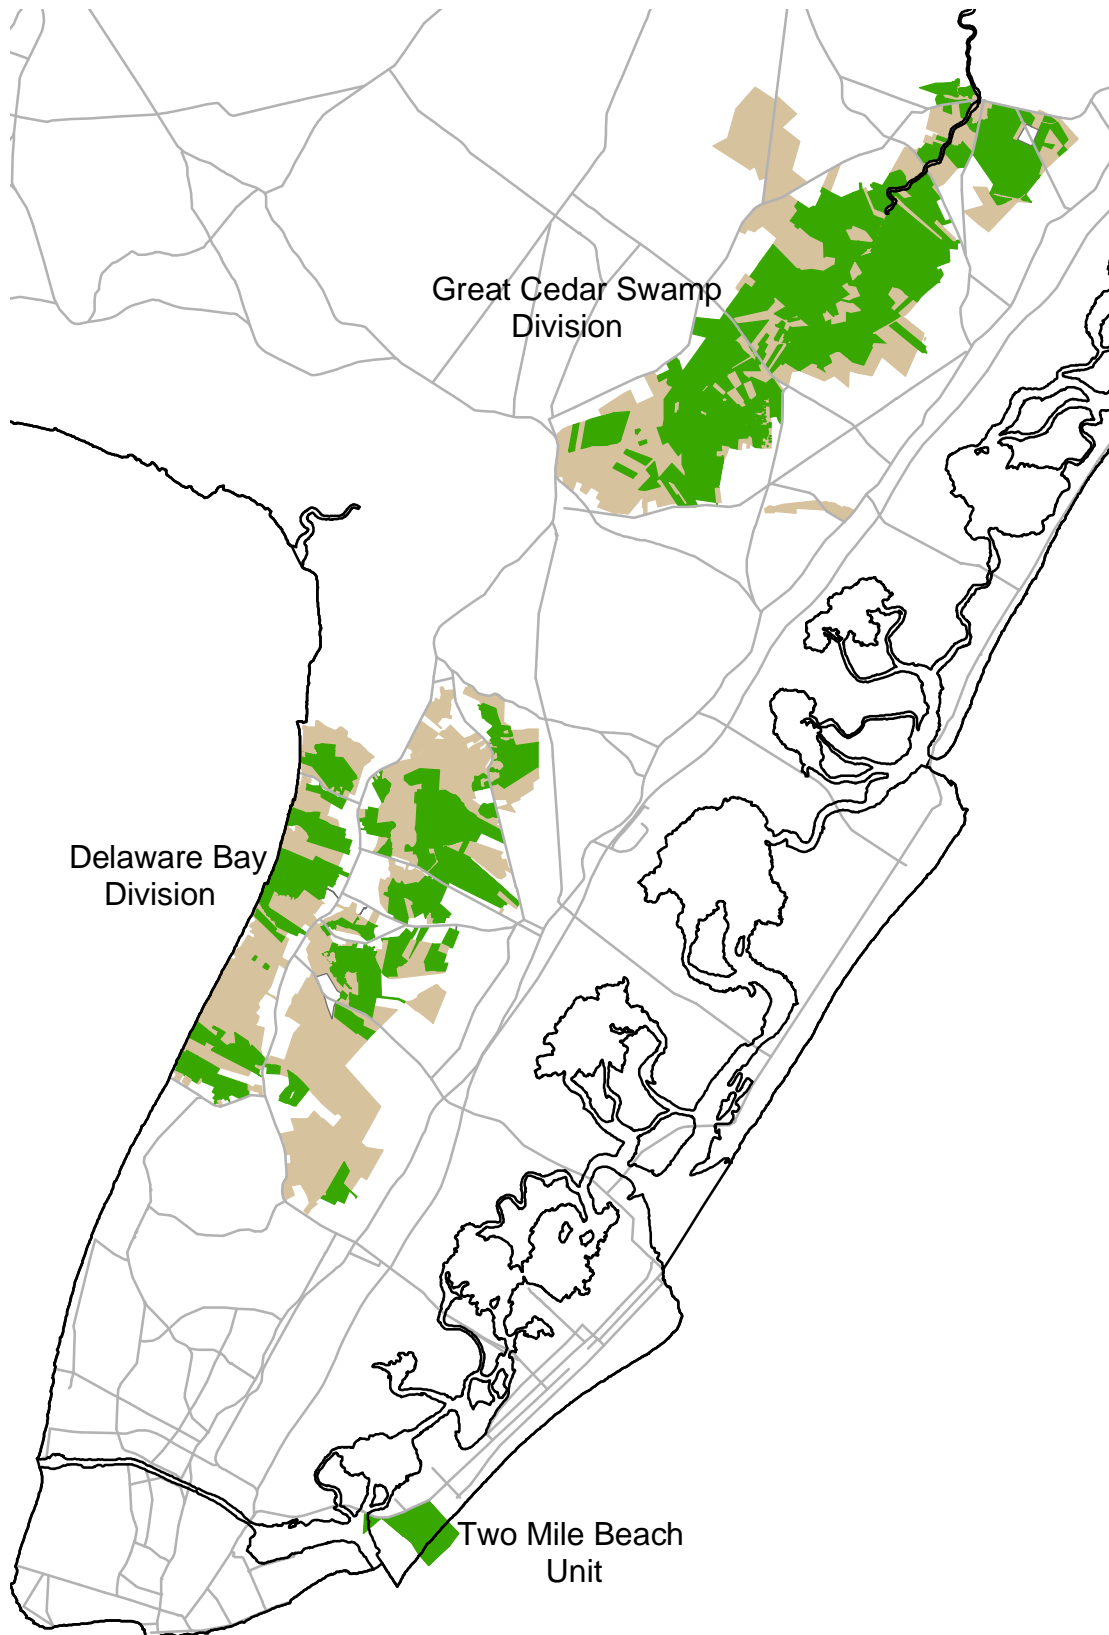 Great Cedar Swamp
Division
Delaware Bay
Division
Two Mile Beach
Unit